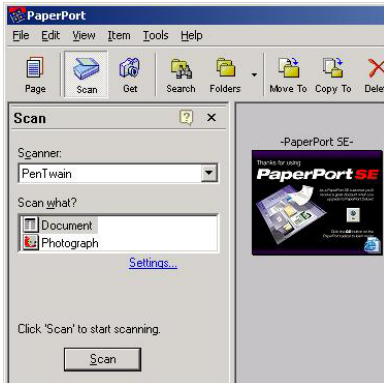 PaperPort
File Edit View Item Tools Help
Page Scan Get Search Folders Move To Copy To Delet
Scan
Scanner:
PenTwain
Scan what?
Document
Photograph
Settings...
Click 'Scan' to start scanning.
Scan
-PaperPort SE-
Thanks for using
PaperPort SE